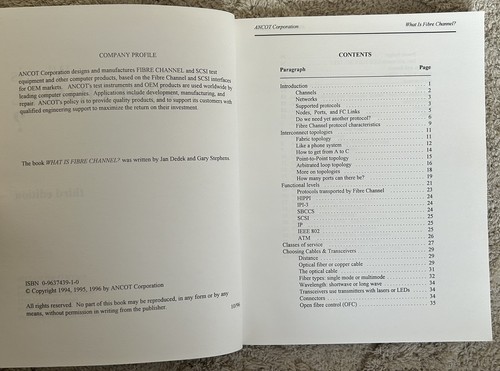 COMPANY PROFILE
ANCOT Corporation designs and manufactures FIBRE CHANNEL and SCSI test
equipment and other computer products, based on the Fibre Channel and SCSI interfaces
for OEM markets. ANCOT's test instruments and OEM products are used worldwide by
leading computer companies. Applications include development, manufacturing, and
repair. ANCOT's policy is to provide quality products, and to support its customers with
qualified engineering support to maximize the return on their investment.
The book WHAT IS FIBRE CHANNEL? was written by Jan Dedek and Gary Stephens.
ISBN 0-9637439-1-0
© Copyright 1994, 1995, 1996 by ANCOT Corporation
All rights reserved. No part of this book may be reproduced, in any form or by any
means, without permission in writing from the publisher.
10/96
ANCOT Corporation What Is Fibre Channel?
CONTENTS
Paragraph Page
Introduction 1
Channels 2
Networks 3
Supported protocols 3
Nodes, Ports, and FC Links 5
Do we need yet another protocol? 6
Fibre Channel protocol characteristics 9
Interconnect topologies 11
Fabric topology 11
Like a phone system 12
How to get from A to C 14
Point-to-Point topology 15
Arbitrated loop topology 16
More on topologies 18
How many ports can there be? 19
Functional levels 21
Protocols transported by Fibre Channel 23
HIPPI 24
IPI-3 24
SBCCS 24
SCSI 25
IP 25
IEEE 802 25
ATM 26
Classes of service 27
Choosing Cables & Transceivers 29
Distance 29
Optical fiber or copper cable 29
The optical cable 31
Fiber types: single mode or multimode 32
Wavelength: shortwave or long wave 34
Transceivers use transmitters with lasers or LEDs 34
Connectors 34
Open fibre control (OFC) 35